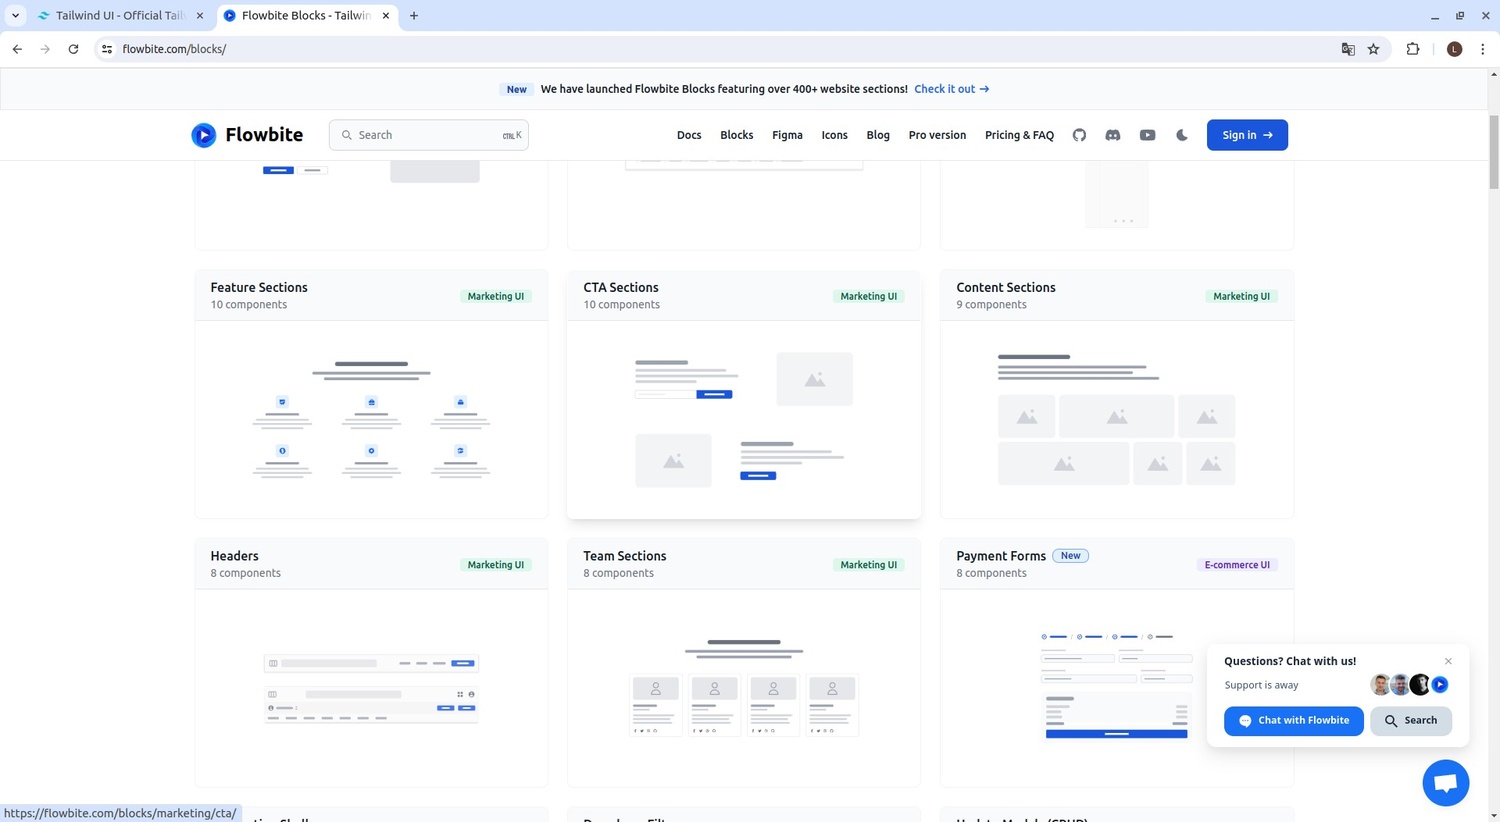 Tailwind UI - Official Tail
Flowbite Blocks - Tailwin
flowbite.com/blocks/
L
New We have launched Flowbite Blocks featuring over 400+ website sections! Check it out →
Flowbite
Search
CTRL K
Docs
Blocks
Figma
Icons
Blog
Pro version
Pricing & FAQ
Sign in →
Feature Sections
10 components
Marketing UI
CTA Sections
10 components
Marketing UI
Content Sections
9 components
Marketing UI
Headers
8 components
Marketing UI
Team Sections
8 components
Marketing UI
Payment Forms New
8 components
E-commerce UI
Questions? Chat with us!
Support is away
Chat with Flowbite
Search
https://flowbite.com/blocks/marketing/cta/